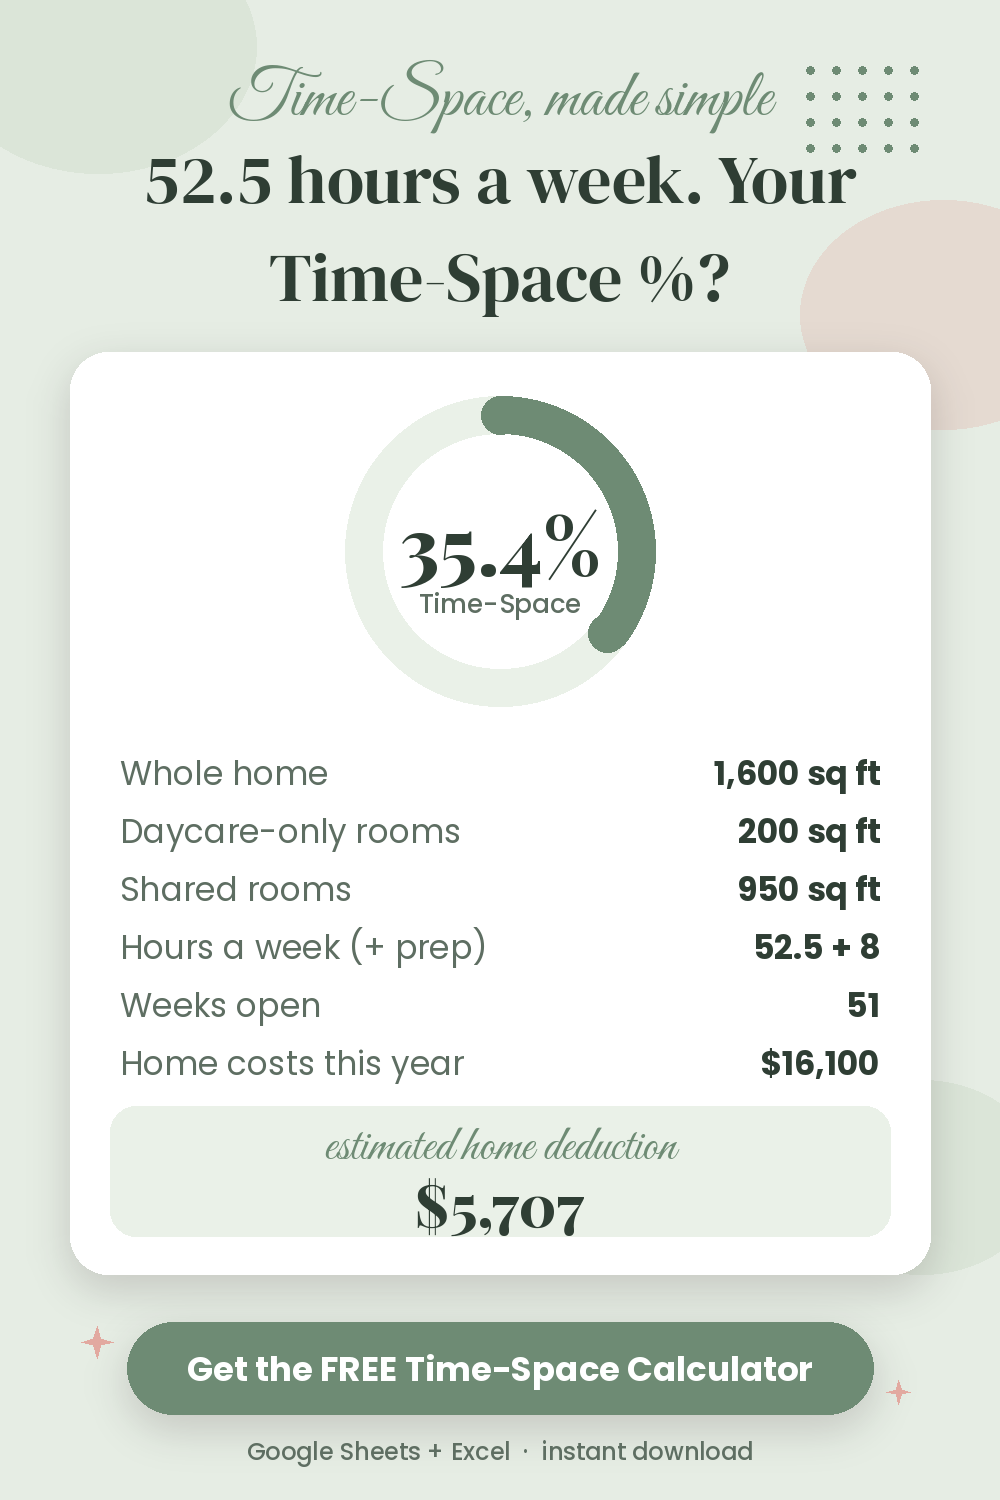 Time-Space, made simple
52.5 hours a week. Your
Time-Space %?
35.4%
Time-Space
Whole home 1,600 sq ft
Daycare-only rooms 200 sq ft
Shared rooms 950 sq ft
Hours a week (+ prep) 52.5 + 8
Weeks open 51
Home costs this year $16,100
estimated home deduction
$5,707
Get the FREE Time-Space Calculator
Google Sheets + Excel · instant download